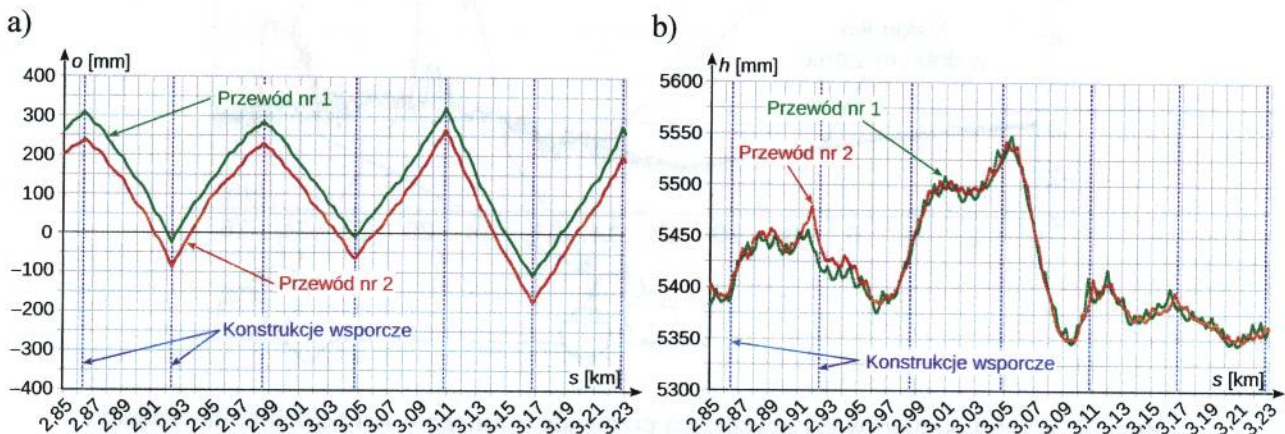 a)
o [mm]
400
300
200
100
0
–100
–200
–300
–400
Przewód nr 1
Przewód nr 2
Konstrukcje wsporcze
s [km]
2,85 2,87 2,89 2,91 2,93 2,95 2,97 2,99 3,01 3,03 3,05 3,07 3,09 3,11 3,13 3,15 3,17 3,19 3,21 3,23
b)
h [mm]
5600
5550
5500
5450
5400
5350
5300
Przewód nr 1
Przewód nr 2
Konstrukcje wsporcze
s [km]
2,85 2,87 2,89 2,91 2,93 2,95 2,97 2,99 3,01 3,03 3,05 3,07 3,09 3,11 3,13 3,15 3,17 3,19 3,21 3,23